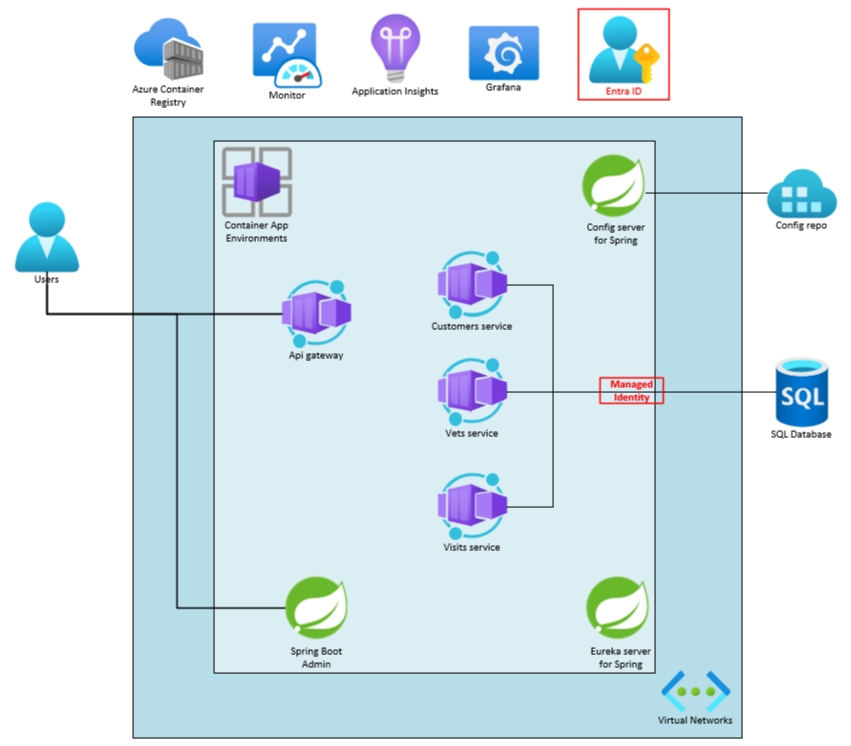 Azure Container
Registry
Monitor
Application Insights
Grafana
Entra ID
Container App
Environments
Config server
for Spring
Config repo
Users
Customers service
Api gateway
Managed
Identity
SQL
SQL Database
Vets service
Visits service
Spring Boot
Admin
Eureka server
for Spring
Virtual Networks